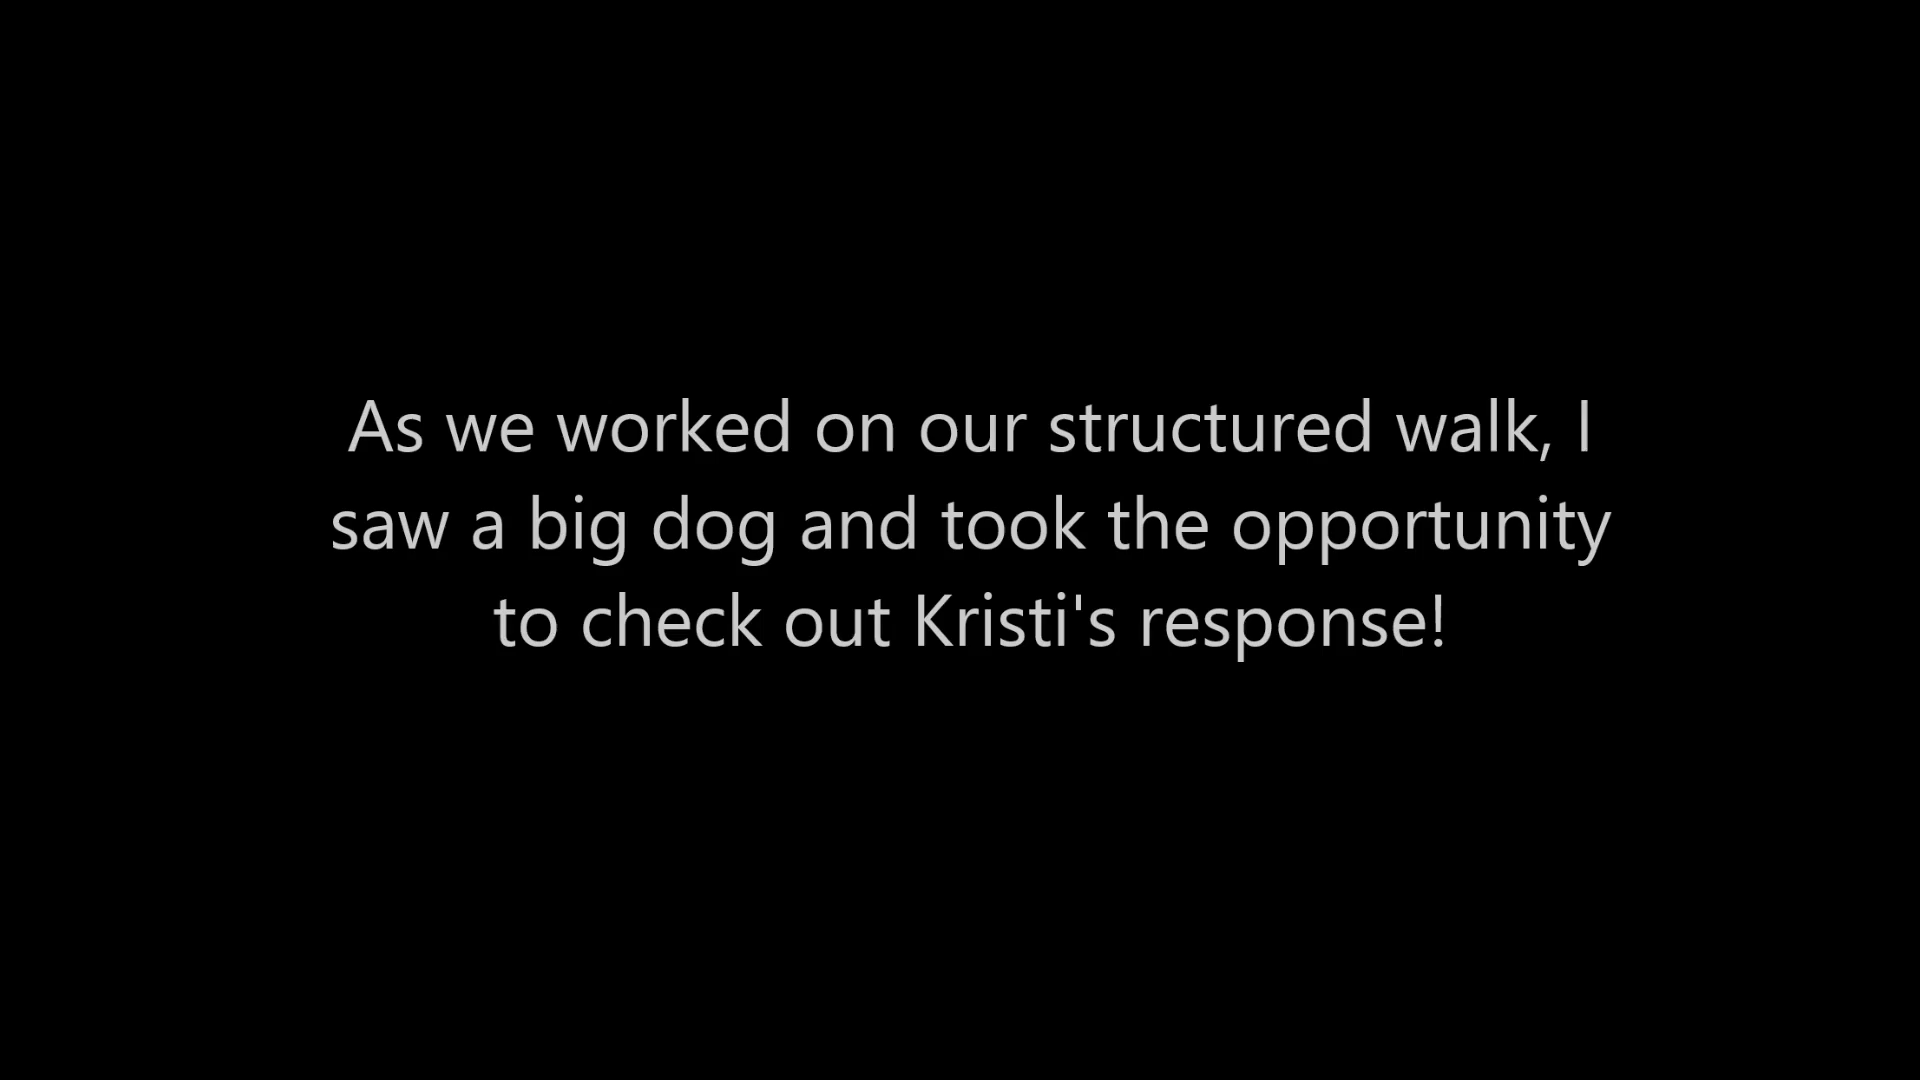 As we worked on our structured walk, I
saw a big dog and took the opportunity
to check out Kristi's response!